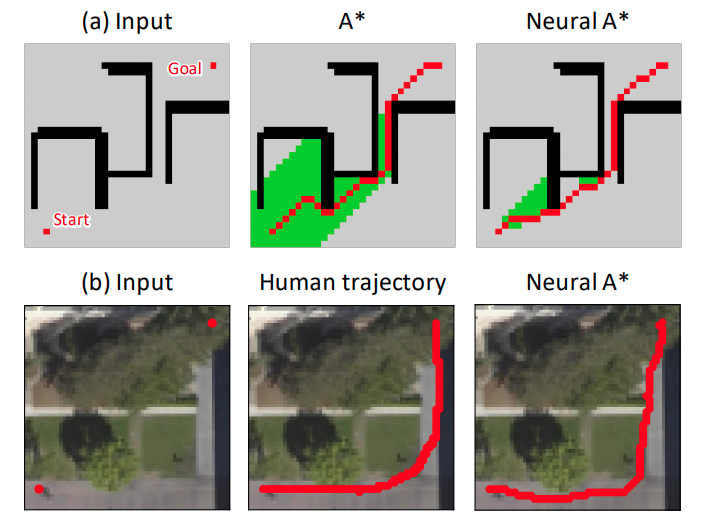 (a) Input
A*
Neural A*
Goal
Start
(b) Input
Human trajectory
Neural A*